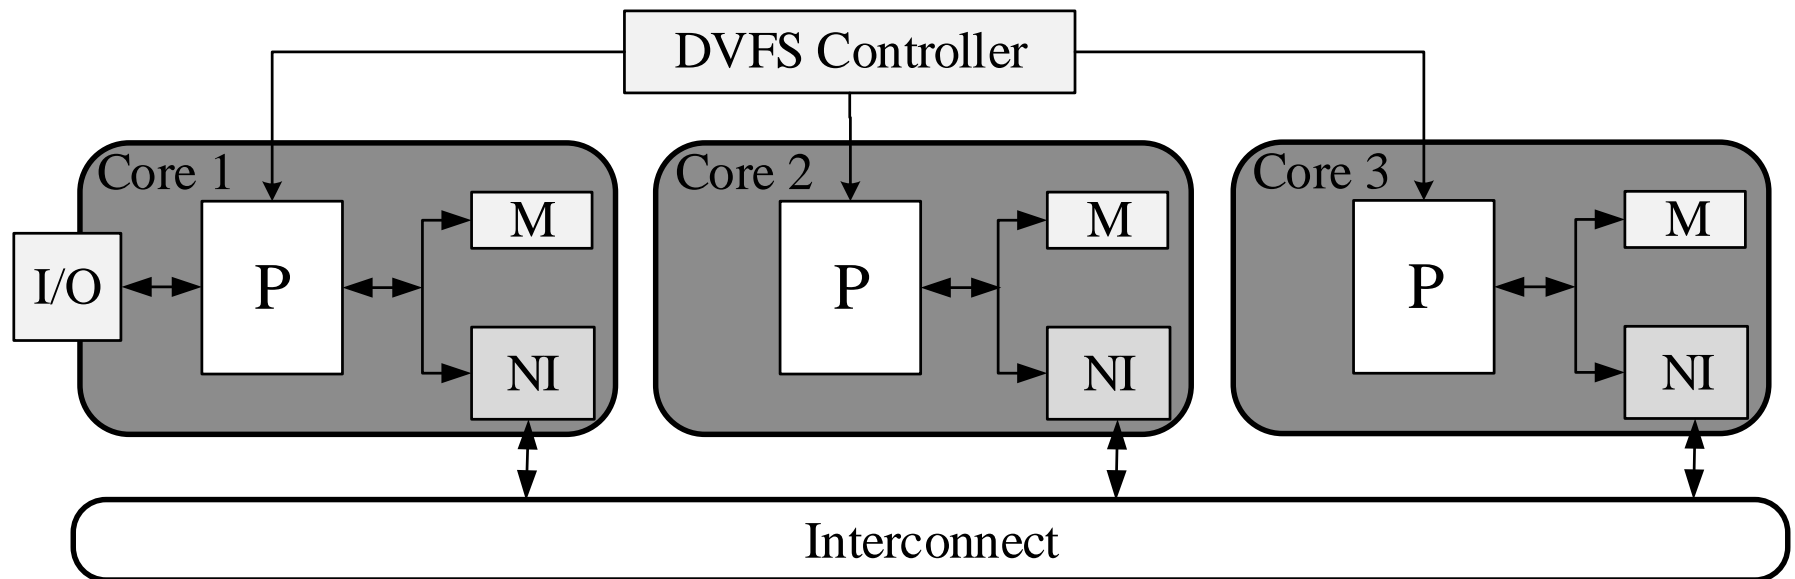 DVFS Controller
Core 1
Core 2
Core 3
I/O
P
M
NI
P
M
NI
P
M
NI
Interconnect